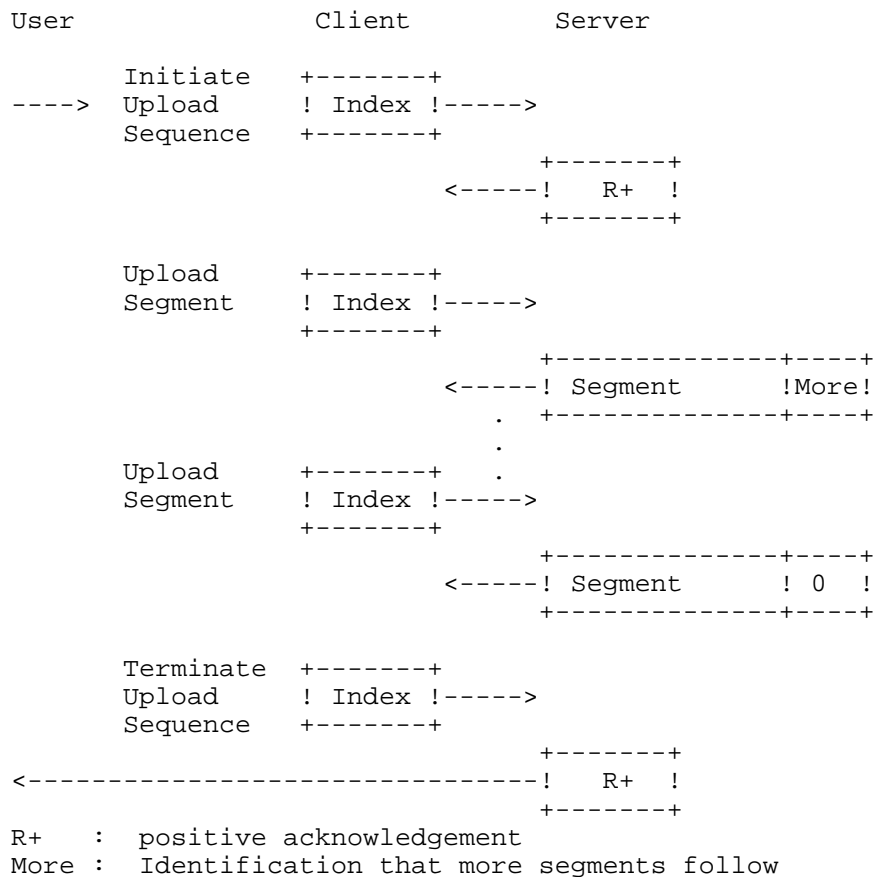 User                Client         Server

       Initiate   +-------+
----> Upload     ! Index !----->
       Sequence   +-------+
                                 +-------+
                           <-----!   R+  !
                                 +-------+

       Upload     +-------+
       Segment    ! Index !----->
                  +-------+
                                 +--------------+----+
                           <-----! Segment      !More!
                              .  +--------------+----+
                              .
       Upload     +-------+   .
       Segment    ! Index !----->
                  +-------+
                                 +--------------+----+
                           <-----! Segment      ! 0  !
                                 +--------------+----+

       Terminate  +-------+
       Upload     ! Index !----->
       Sequence   +-------+
                                 +-------+
<--------------------------------!   R+  !
                                 +-------+
R+   :  positive acknowledgement
More :  Identification that more segments follow